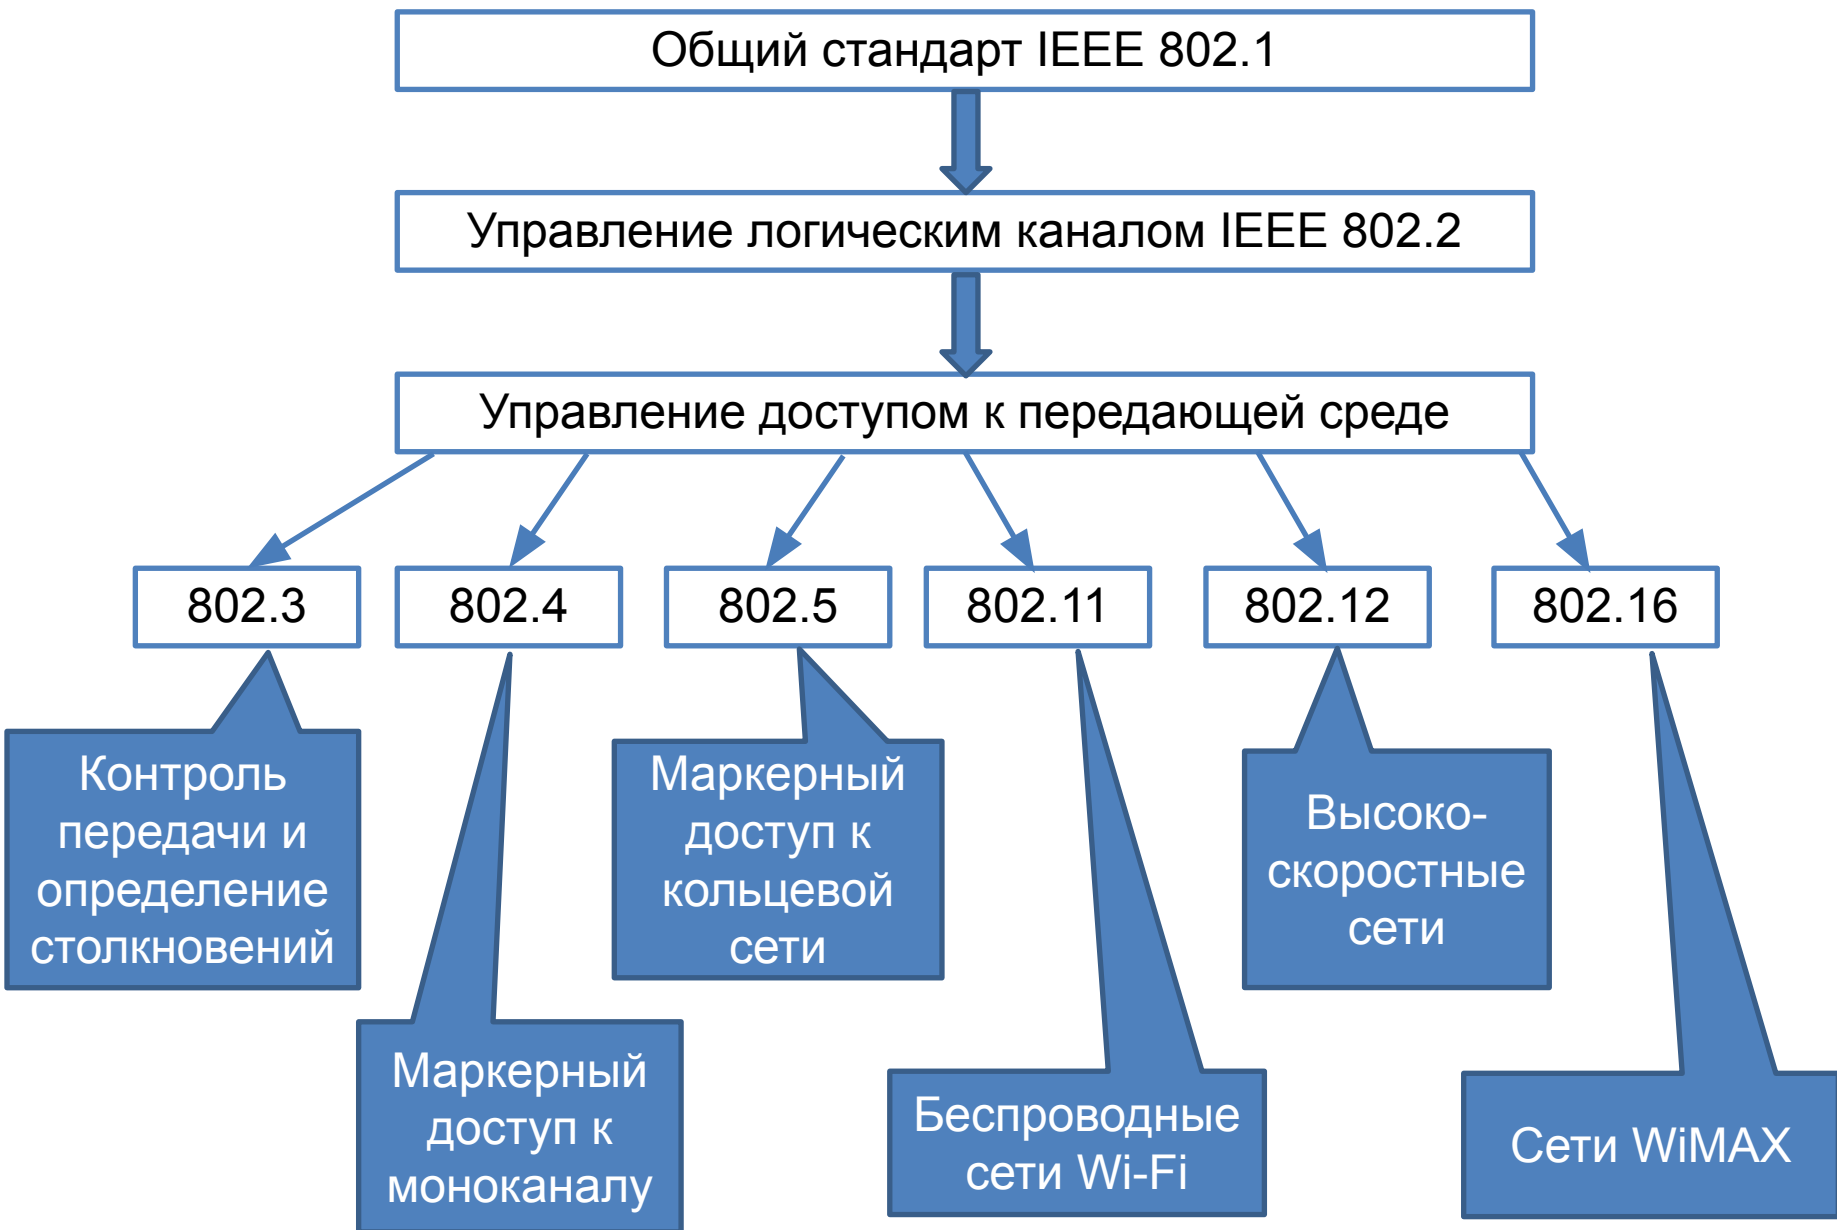 Общий стандарт IEEE 802.1
Управление логическим каналом IEEE 802.2
Управление доступом к передающей среде
802.3
802.4
802.5
802.11
802.12
802.16
Контроль
передачи и
определение
столкновений
Маркерный
доступ к
моноканалу
Маркерный
доступ к
кольцевой
сети
Беспроводные
сети Wi-Fi
Высоко-
скоростные
сети
Сети WiMAX